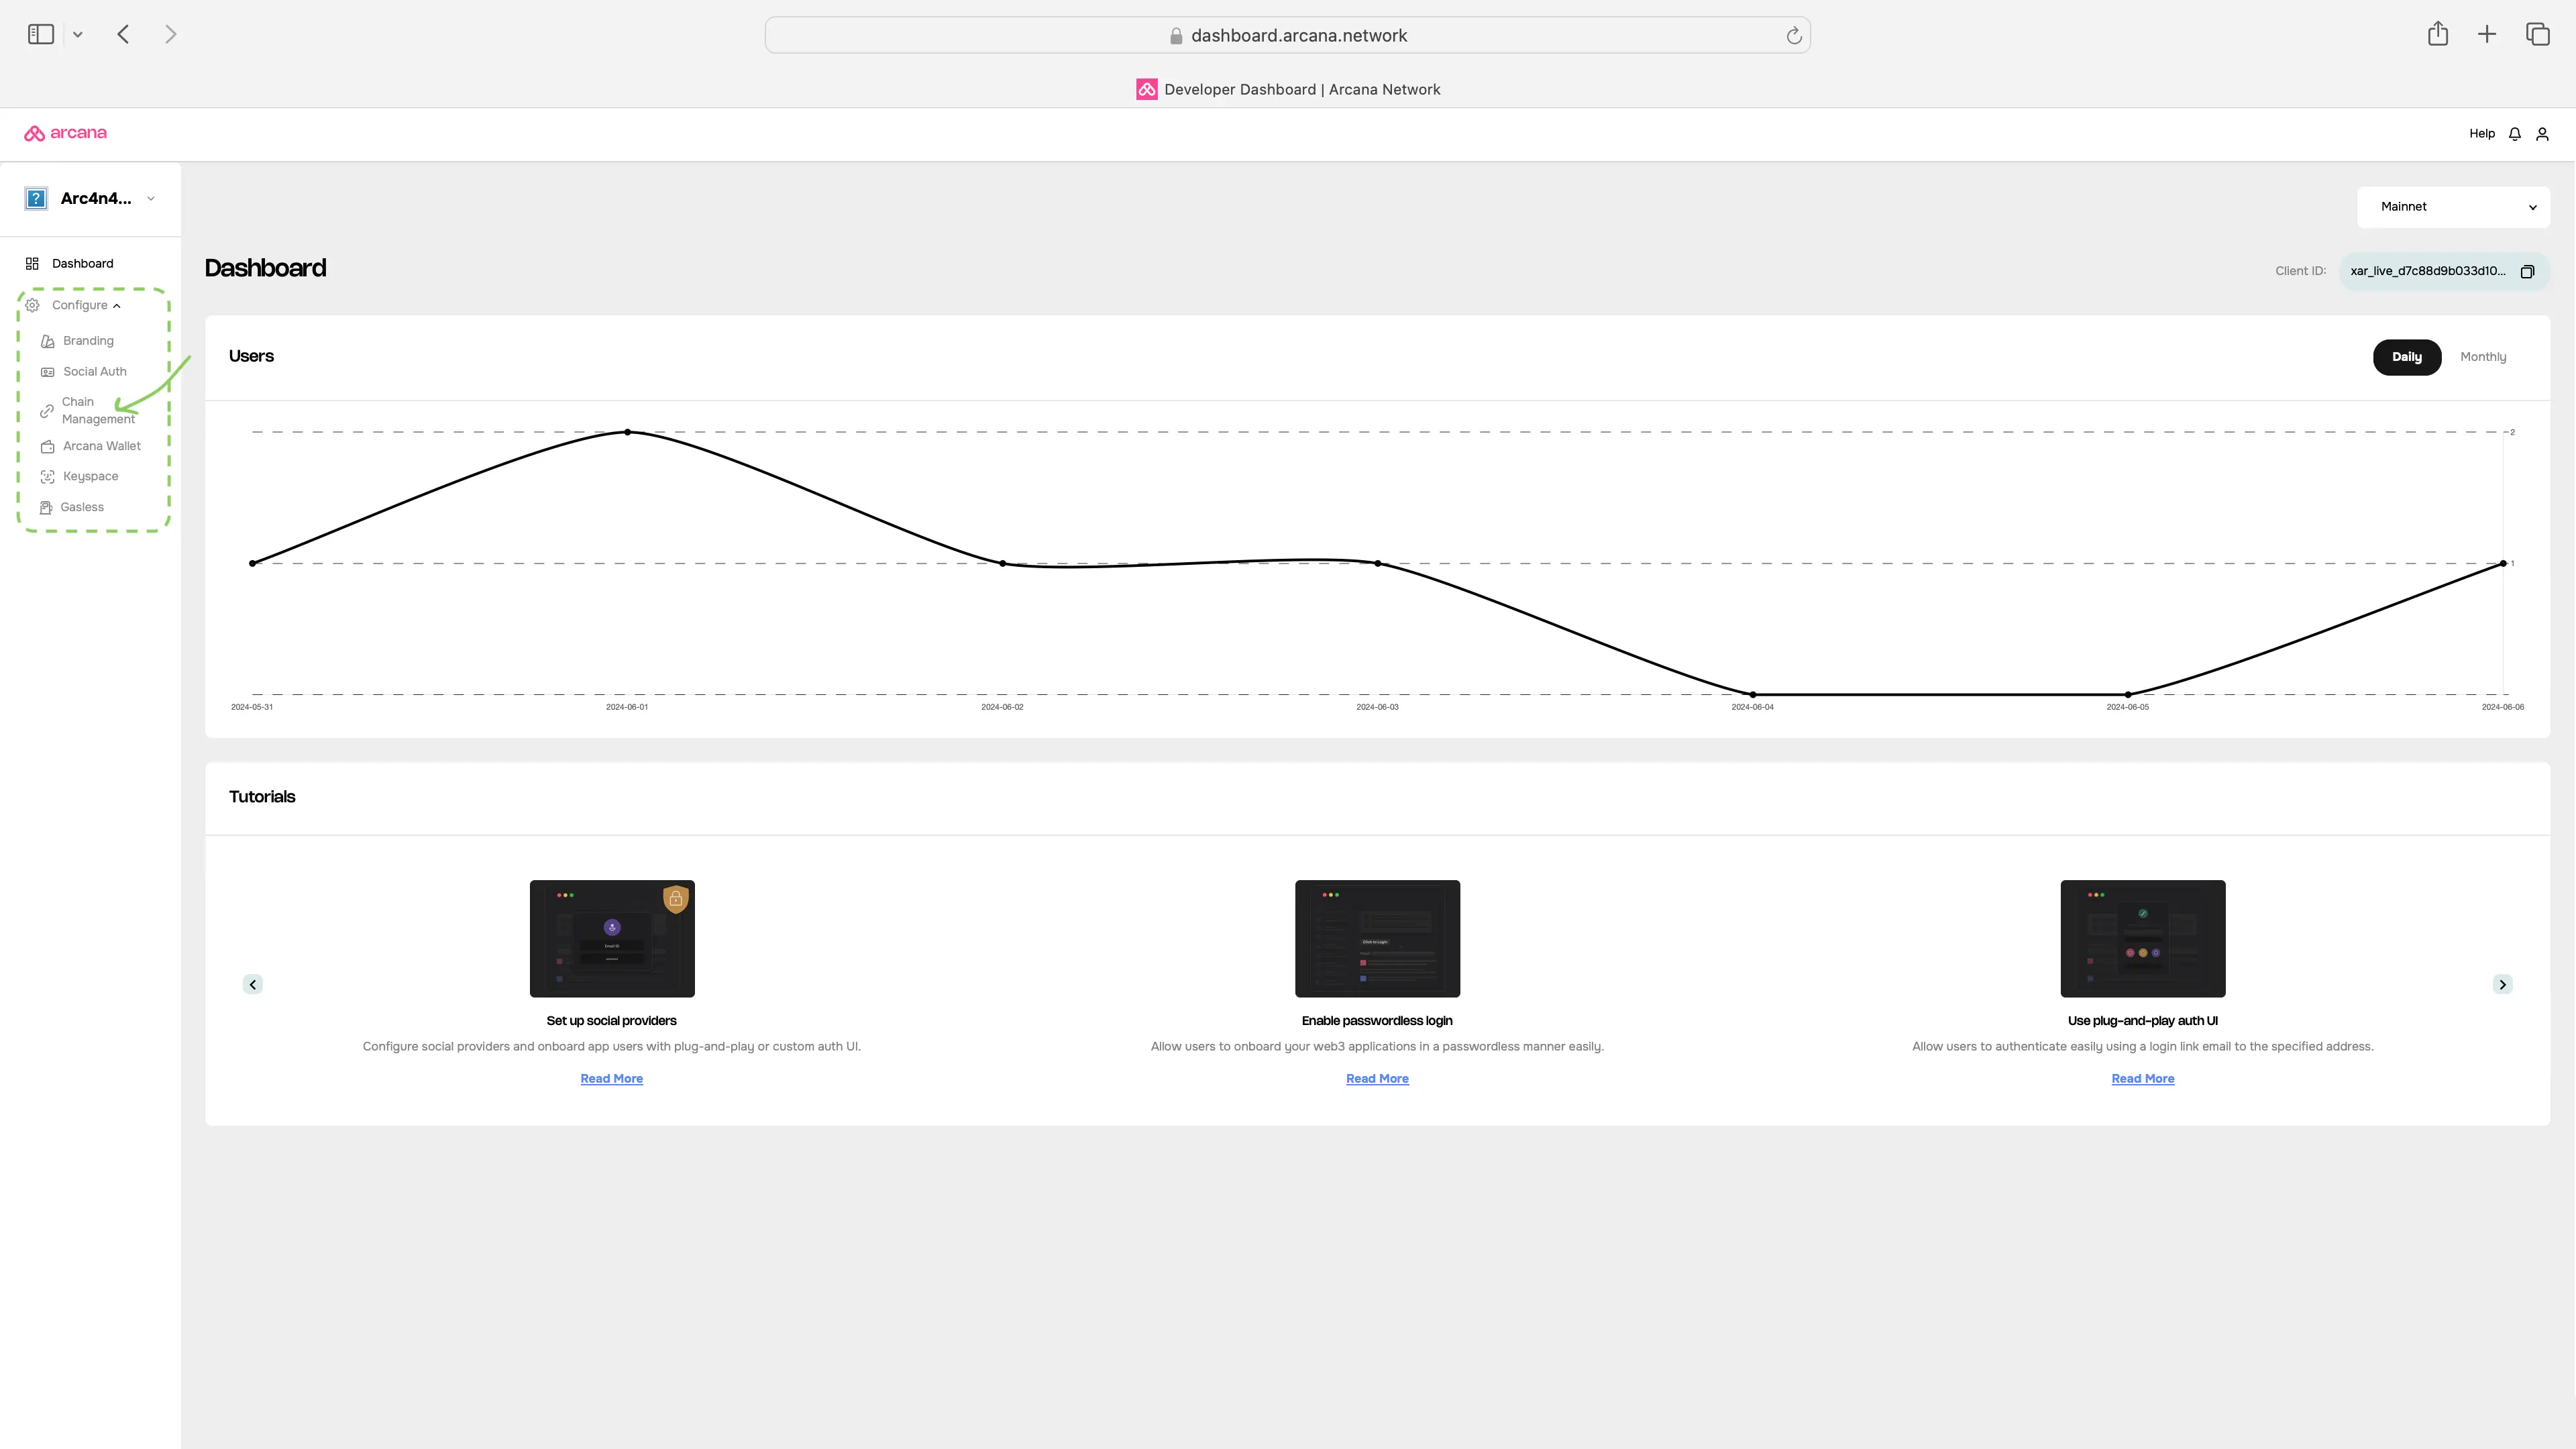 dashboard.arcana.network
Developer Dashboard | Arcana Network
arcana
Help
Arc4n4...
Mainnet
Dashboard
Dashboard
Client ID:
xar_live_d7c88d9b033d10...
Configure
Branding
Social Auth
Chain
Management
Arcana Wallet
Keyspace
Gasless
Users
Daily
Monthly
2
1
2024-05-31
2024-06-01
2024-06-02
2024-06-03
2024-06-04
2024-06-05
2024-06-06
Tutorials
Email ID
Click to Login
Set up social providers
Configure social providers and onboard app users with plug-and-play or custom auth UI.
Read More
Enable passwordless login
Allow users to onboard your web3 applications in a passwordless manner easily.
Read More
Use plug-and-play auth UI
Allow users to authenticate easily using a login link email to the specified address.
Read More